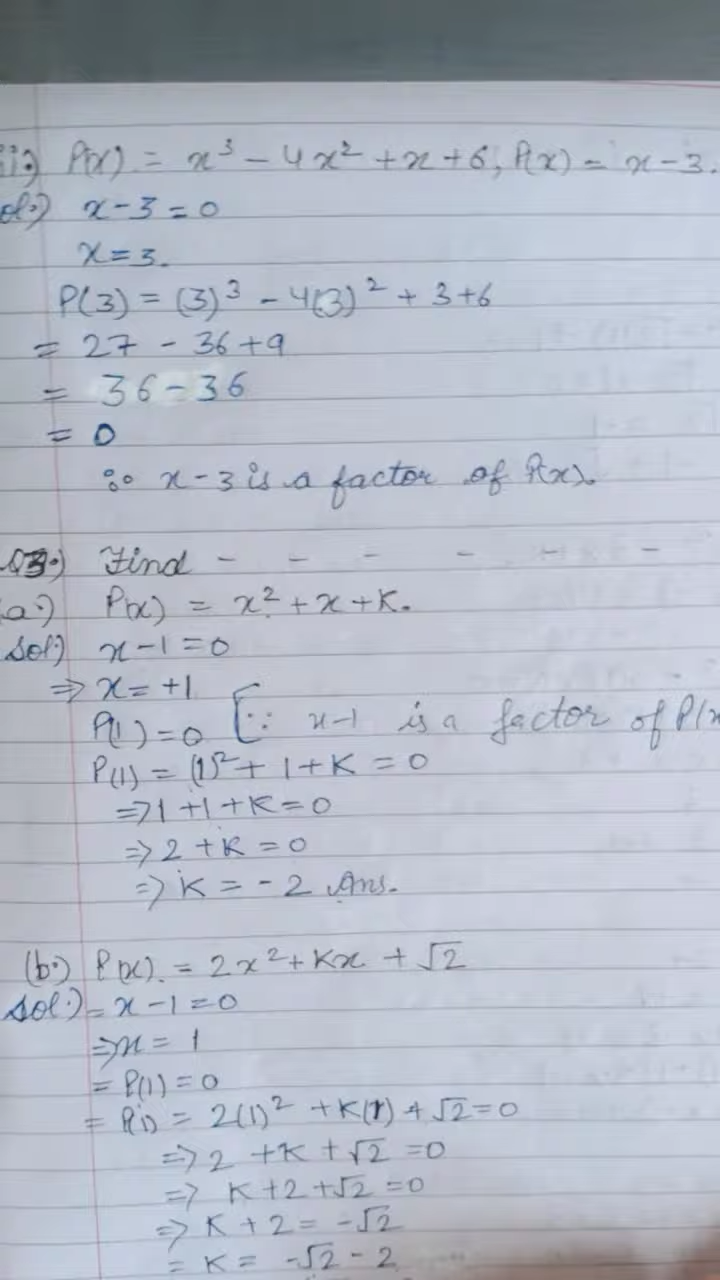 ii:) P(x) = x³ - 4x² + x + 6, P(x) = x - 3.
ol:) x - 3 = 0
x = 3.
P(3) = (3)³ - 4(3)² + 3 + 6
= 27 - 36 + 9
= 36 - 36
= 0
∴ x - 3 is a factor of P(x).
Q3:) Find - - - - - -
(a:) P(x) = x² + x + K.
Sol:) x - 1 = 0
⇒ x = +1
P(1) = 0 [∵ x - 1 is a factor of P(x
P(1) = (1)² + 1 + K = 0
⇒ 1 + 1 + K = 0
⇒ 2 + K = 0
⇒ K = - 2 Ans.
(b:) P(x) = 2x² + Kx + √2
Sol:) = x - 1 = 0
⇒ x = 1
= P(1) = 0
= P(1) = 2(1)² + K(1) + √2 = 0
⇒ 2 + K + √2 = 0
⇒ K + 2 + √2 = 0
⇒ K + 2 = -√2
= K = -√2 - 2